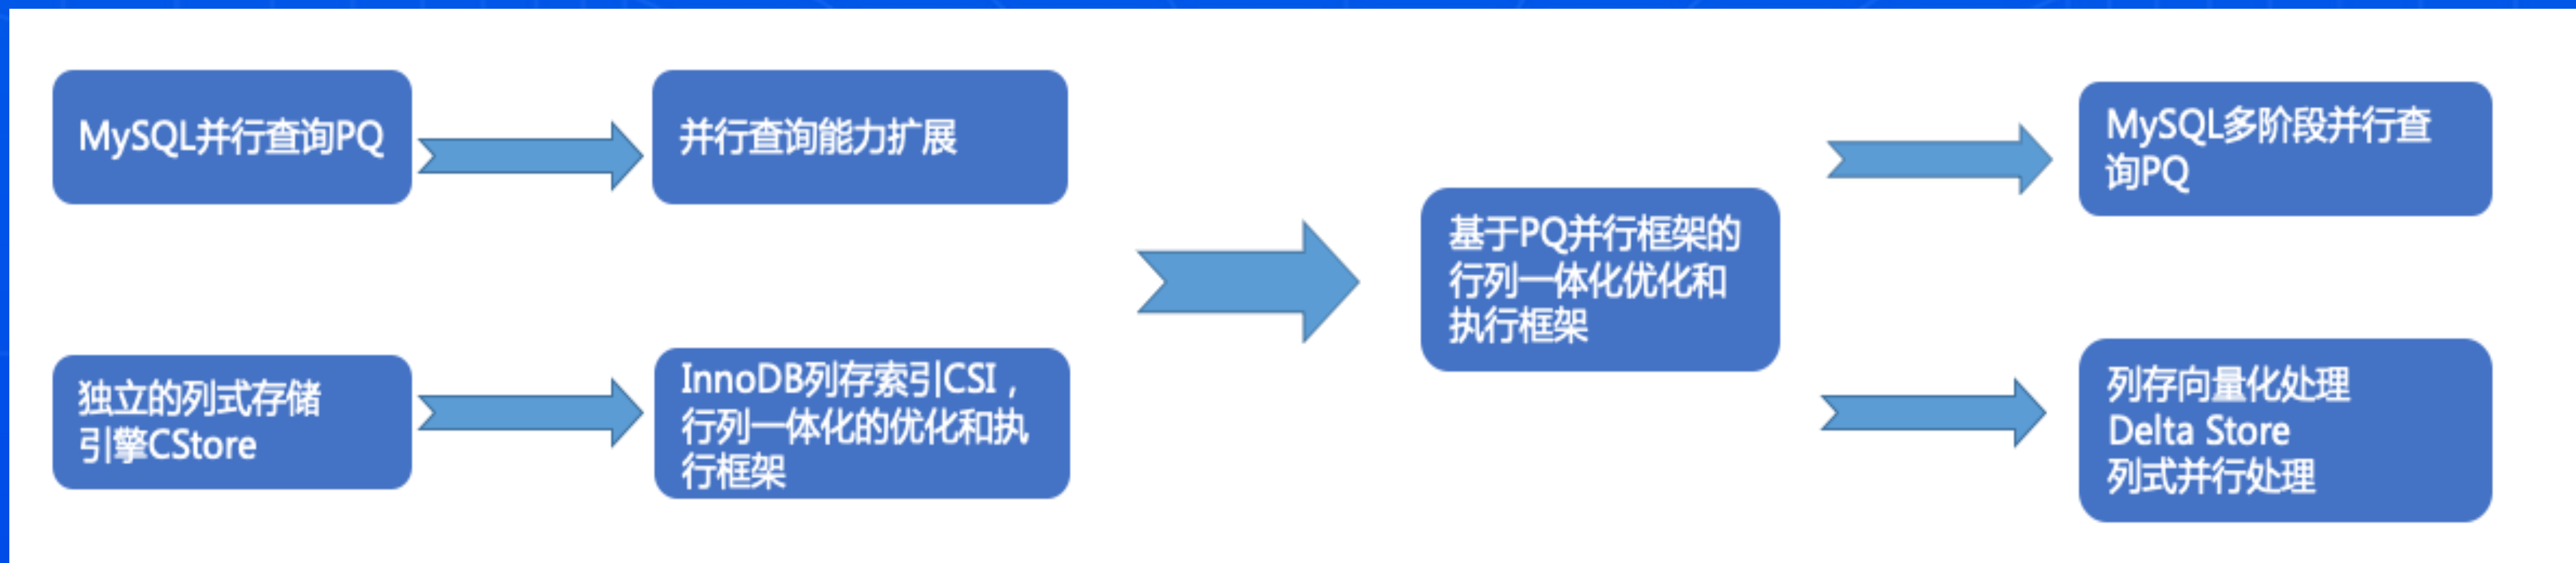 MySQL并行查询PQ
并行查询能力扩展
独立的列式存储
引擎CStore
InnoDB列存索引CSI，
行列一体化的优化和执
行框架
基于PQ并行框架的
行列一体化优化和
执行框架
MySQL多阶段并行查
询PQ
列存向量化处理
Delta Store
列式并行处理